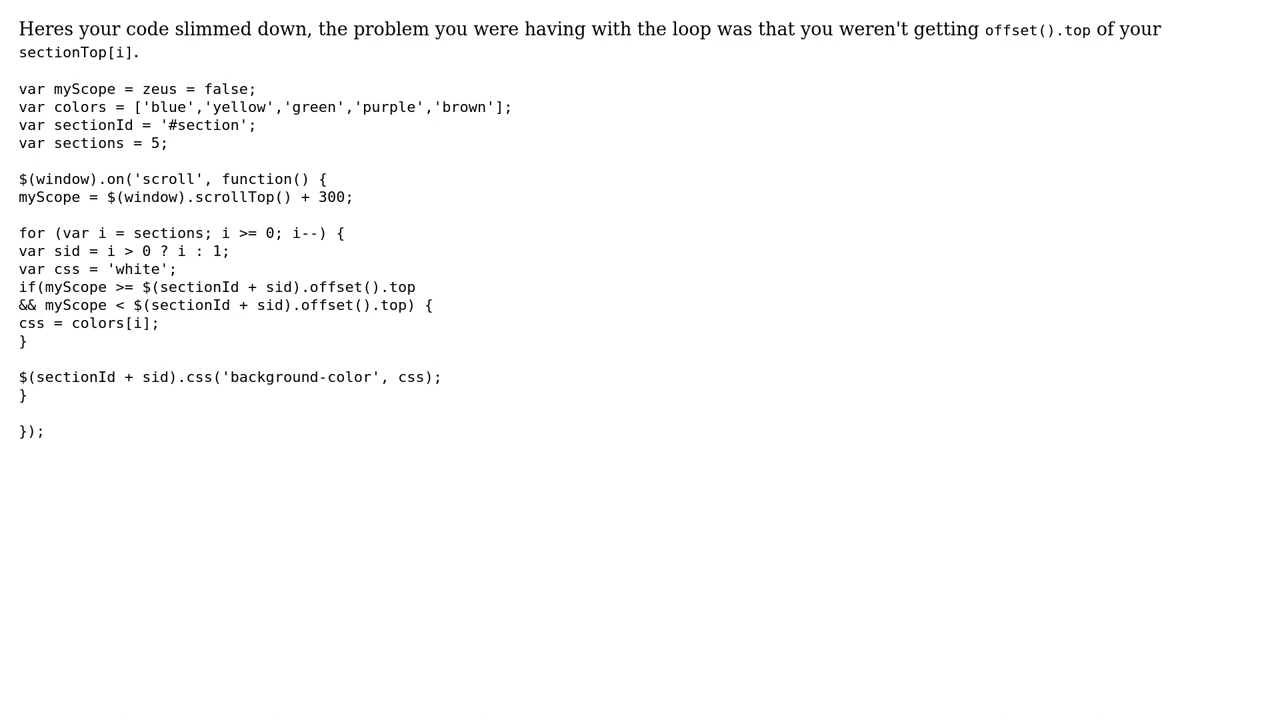 Heres your code slimmed down, the problem you were having with the loop was that you weren't getting offset().top of your
sectionTop[i].
var myScope = zeus = false;
var colors = ['blue','yellow','green','purple','brown'];
var sectionId = '#section';
var sections = 5;
$(window).on('scroll', function() {
myScope = $(window).scrollTop() + 300;
for (var i = sections; i >= 0; i--) {
var sid = i > 0 ? i : 1;
var css = 'white';
if(myScope >= $(sectionId + sid).offset().top
&& myScope < $(sectionId + sid).offset().top) {
css = colors[i];
}
$(sectionId + sid).css('background-color', css);
}
});